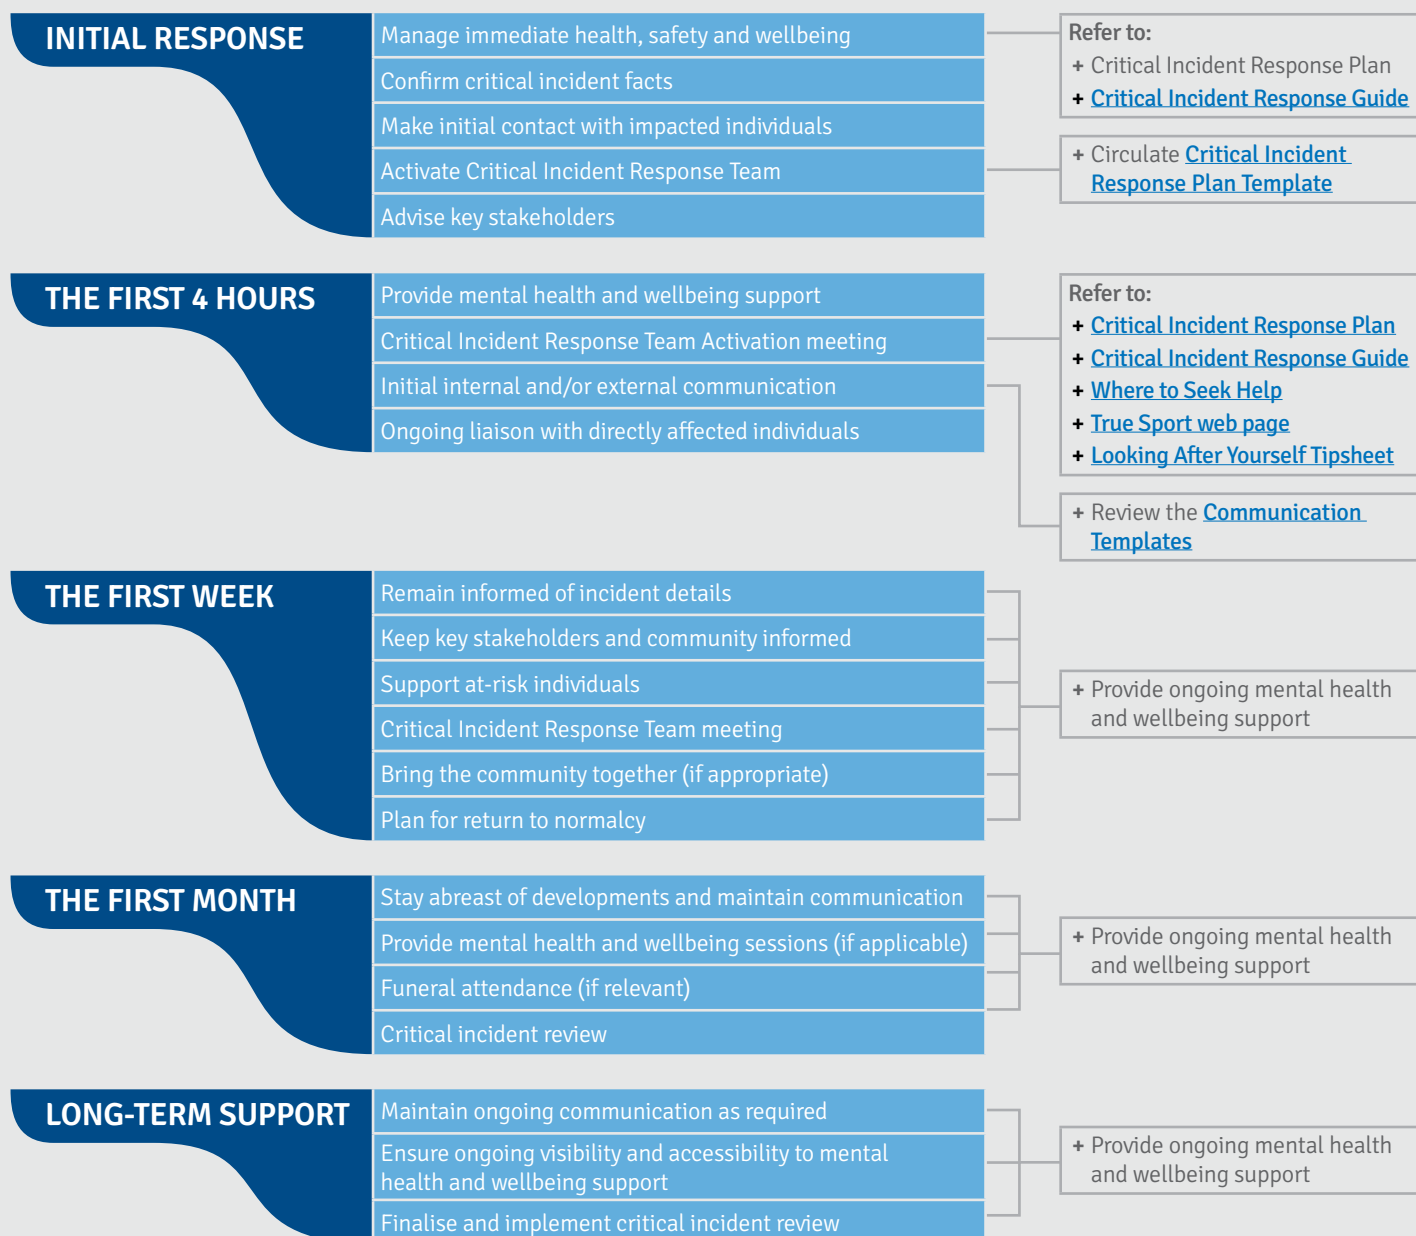 INITIAL RESPONSE
Manage immediate health, safety and wellbeing
Confirm critical incident facts
Make initial contact with impacted individuals
Activate Critical Incident Response Team
Advise key stakeholders
Refer to:
+ Critical Incident Response Plan
+ Critical Incident Response Guide
+ Circulate Critical Incident
Response Plan Template
THE FIRST 4 HOURS
Provide mental health and wellbeing support
Critical Incident Response Team Activation meeting
Initial internal and/or external communication
Ongoing liaison with directly affected individuals
Refer to:
+ Critical Incident Response Plan
+ Critical Incident Response Guide
+ Where to Seek Help
+ True Sport web page
+ Looking After Yourself Tipsheet
+ Review the Communication
Templates
THE FIRST WEEK
Remain informed of incident details
Keep key stakeholders and community informed
Support at-risk individuals
Critical Incident Response Team meeting
Bring the community together (if appropriate)
Plan for return to normalcy
+ Provide ongoing mental health
and wellbeing support
THE FIRST MONTH
Stay abreast of developments and maintain communication
Provide mental health and wellbeing sessions (if applicable)
Funeral attendance (if relevant)
Critical incident review
+ Provide ongoing mental health
and wellbeing support
LONG-TERM SUPPORT
Maintain ongoing communication as required
Ensure ongoing visibility and accessibility to mental
health and wellbeing support
Finalise and implement critical incident review
+ Provide ongoing mental health
and wellbeing support